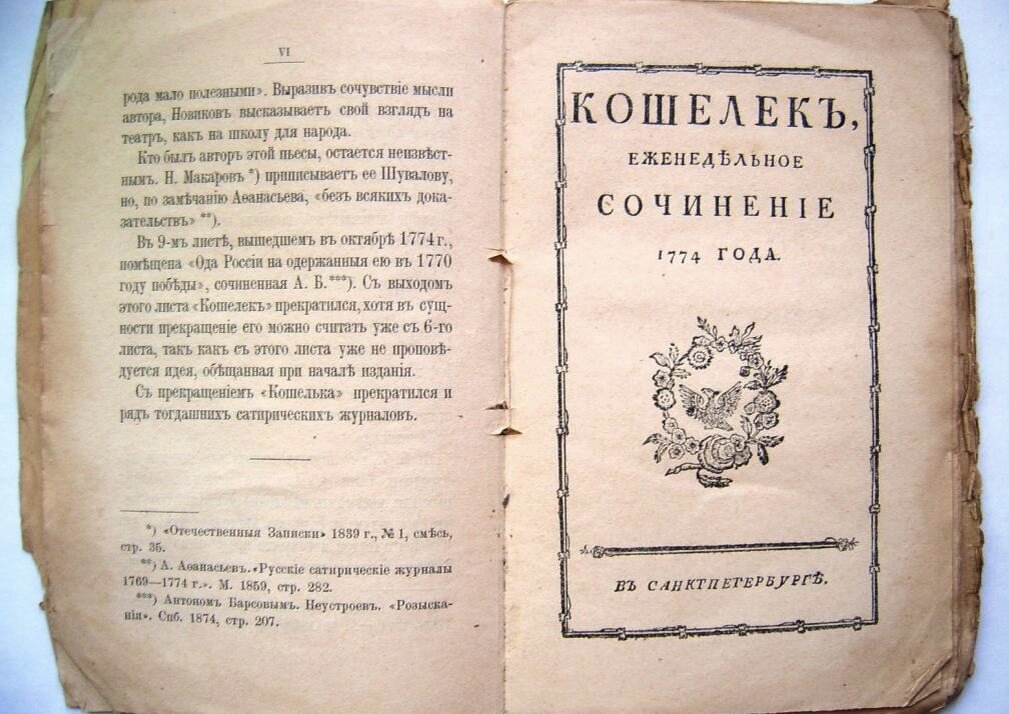 VI
рода мало полезными». Выразивъ сочувствіе мысли
автора, Новиковъ высказываетъ свой взглядъ на
театръ, какъ на школу для народа.
Кто былъ авторъ этой пьесы, остается неизвѣст-
нымъ. Н. Макаровъ *) приписываетъ ее Шувалову,
но, по замѣчанію Аѳанасьева, «безъ всякихъ дока-
зательствъ» **).
Въ 9-мъ листѣ, вышедшемъ въ октябрѣ 1774 г.,
помѣщена «Ода Россіи на одержанныя ею въ 1770
году побѣды», сочиненная А. Б.***). Съ выходомъ
этого листа «Кошелекъ» прекратился, хотя въ сущ-
ности прекращеніе его можно считать уже съ 6-го
листа, такъ какъ съ этого листа уже не проповѣ-
дуется идея, обѣщанная при началѣ изданія.
Съ прекращеніемъ «Кошелька» прекратился и
рядъ тогдашнихъ сатирическихъ журналовъ.
*) «Отечественныя Записки» 1839 г., № 1, смѣсь,
стр. 35.
**) А. Аѳанасьевъ. «Русскіе сатирическіе журналы
1769—1774 г.». М. 1859, стр. 282.
***) Антономъ Барсовымъ. Неустроевъ. «Розыска-
нія». Спб. 1874, стр. 207.
КОШЕЛЕКЪ,
ЕЖЕНЕДѢЛЬНОЕ
СОЧИНЕНІЕ
1774 ГОДА.
ВЪ САНКТПЕТЕРБУРГѢ.